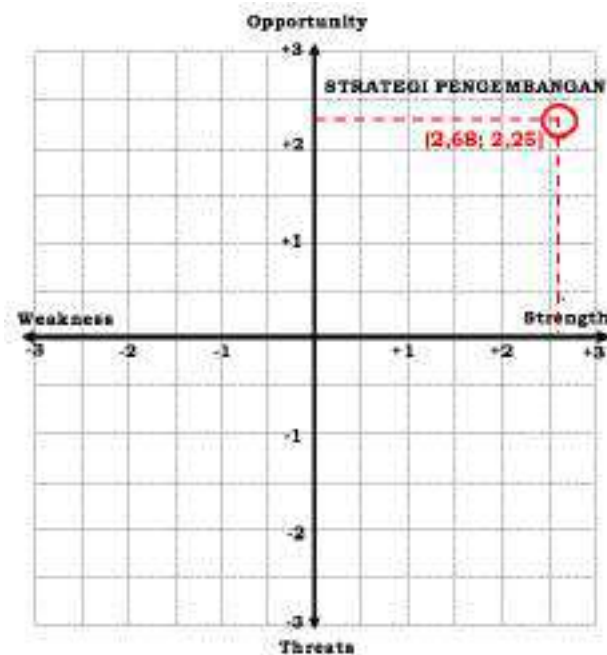 Opportunity
+3
STRATEGI PENGEMBANGAN
[2,68; 2,25]
+2
+1
Weakness
Strength
-3 -2 -1 +1 +2 +3
-1
-2
-3
Threats